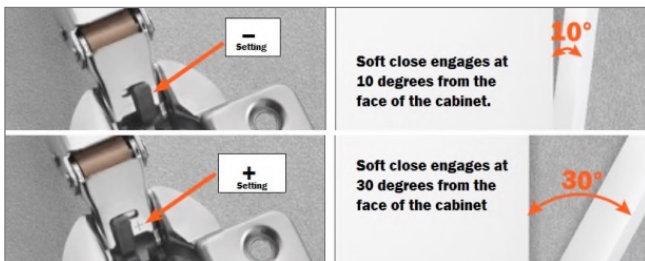 −
Setting
10°
Soft close engages at
10 degrees from the
face of the cabinet.
+
Setting
Soft close engages at
30 degrees from the
face of the cabinet
30°